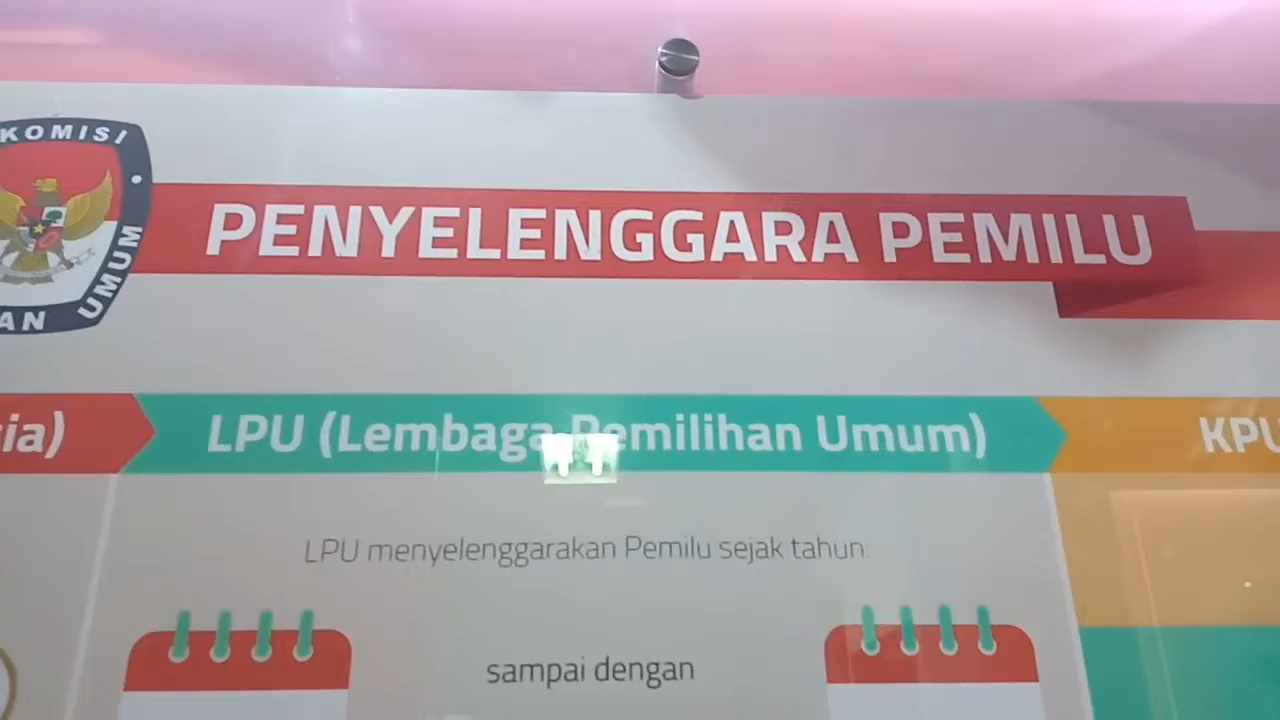 KOMISI
AN UMUM
PENYELENGGARA PEMILU
ia)
LPU (Lembaga Pemilihan Umum)
KPU
LPU menyelenggarakan Pemilu sejak tahun:
sampai dengan